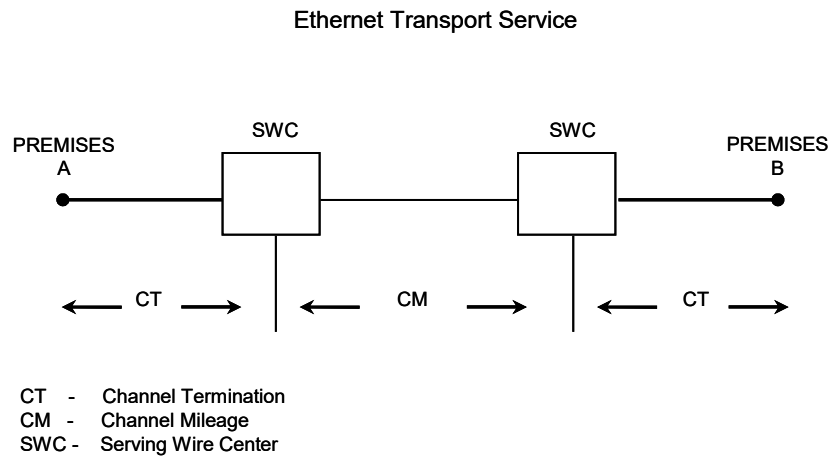 Ethernet Transport Service
SWC SWC
PREMISES PREMISES
A B
CT CM CT
CT - Channel Termination
CM - Channel Mileage
SWC - Serving Wire Center